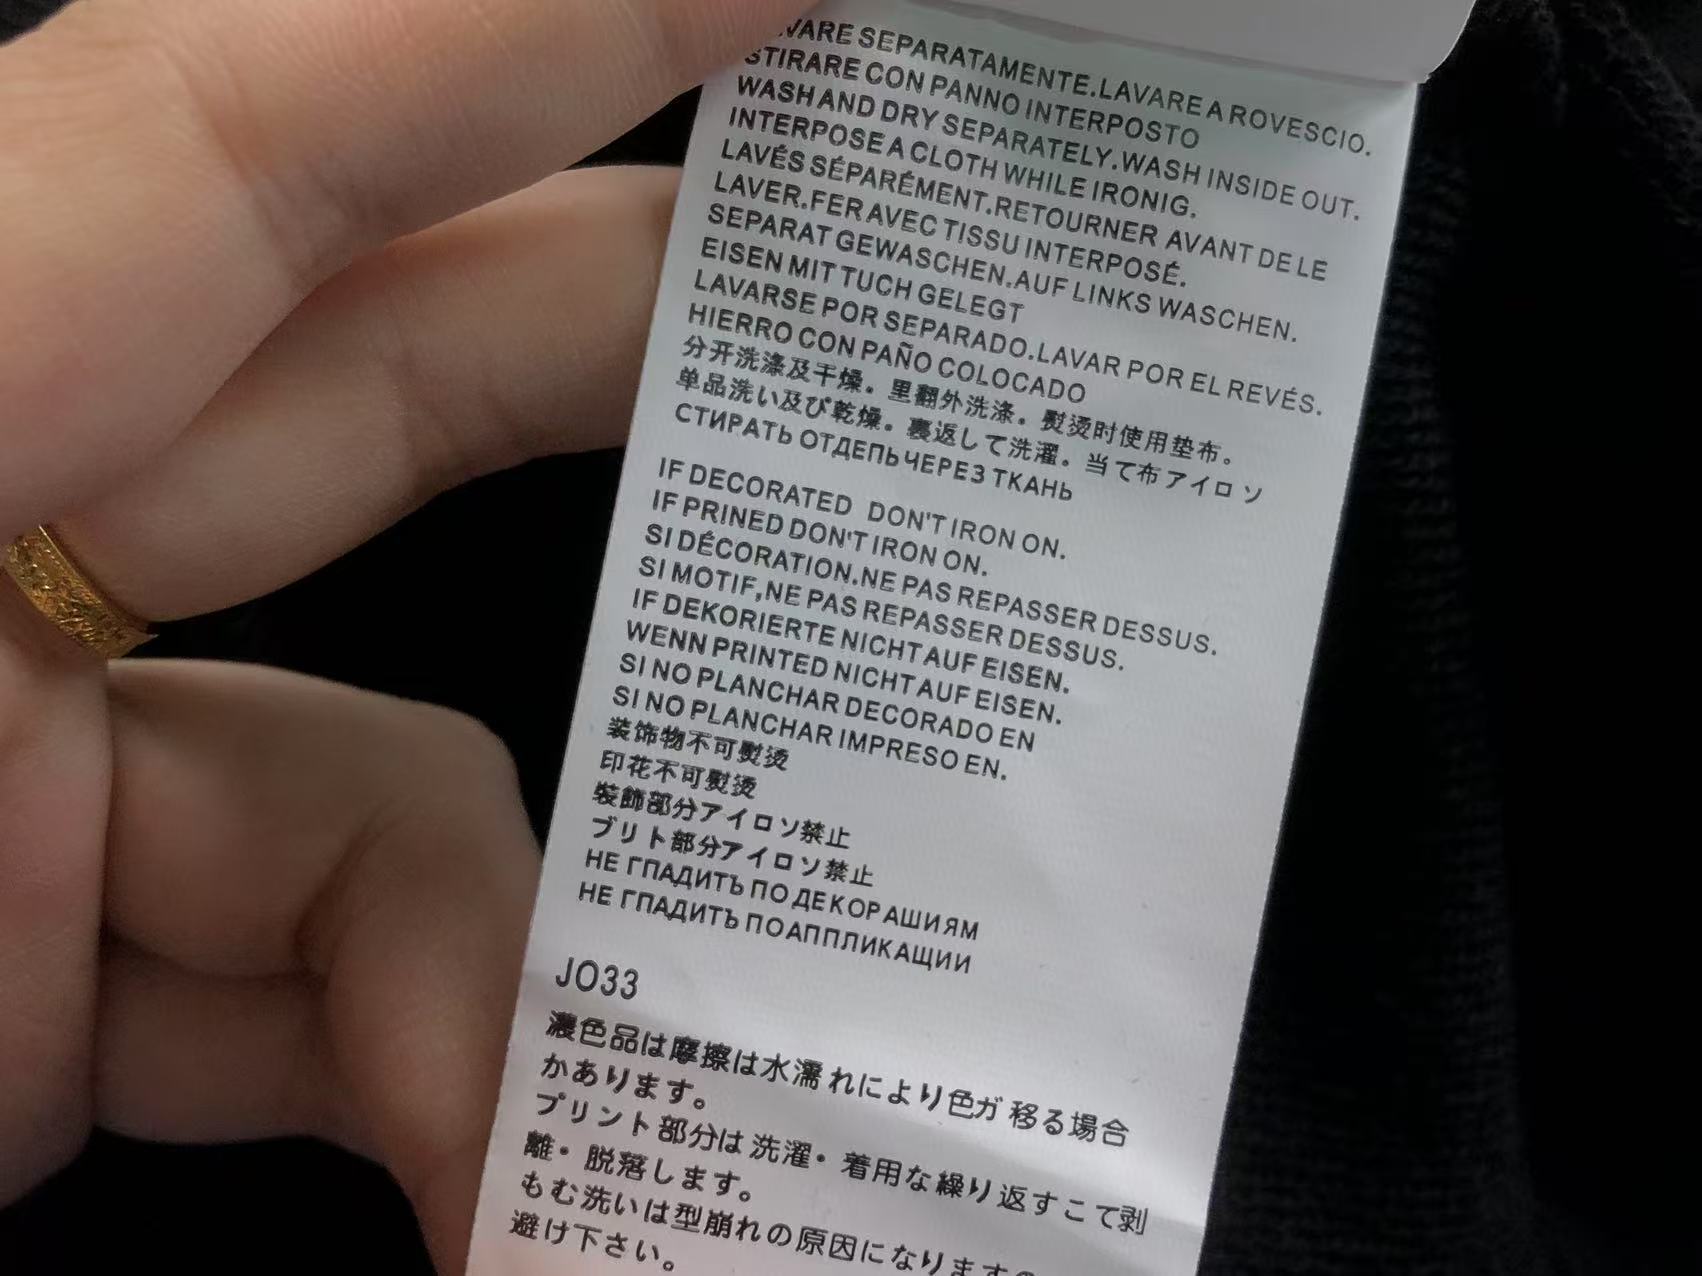 LAVARE SEPARATAMENTE.LAVARE A ROVESCIO.
STIRARE CON PANNO INTERPOSTO
WASH AND DRY SEPARATELY.WASH INSIDE OUT.
INTERPOSE A CLOTH WHILE IRONIG.
LAVÉS SÉPARÉMENT.RETOURNER AVANT DE LE
LAVER.FER AVEC TISSU INTERPOSÉ.
SEPARAT GEWASCHEN.AUF LINKS WASCHEN.
EISEN MIT TUCH GELEGT
LAVARSE POR SEPARADO.LAVAR POR EL REVÉS.
HIERRO CON PAÑO COLOCADO
分开洗涤及干燥。里翻外洗涤。熨烫时使用垫布。
单品洗い及び乾燥。裏返して洗濯。当て布アイロソ
СТИРАТЬ ОТДЕПЬ ЧЕРЕЗ ТКАНЬ
IF DECORATED DON'T IRON ON.
IF PRINED DON'T IRON ON.
SI DÉCORATION.NE PAS REPASSER DESSUS.
SI MOTIF,NE PAS REPASSER DESSUS.
IF DEKORIERTE NICHT AUF EISEN.
WENN PRINTED NICHT AUF EISEN.
SI NO PLANCHAR DECORADO EN
SI NO PLANCHAR IMPRESO EN.
装饰物不可熨烫
印花不可熨烫
装飾部分アイロソ禁止
ブリト部分アイロソ禁止
НЕ ГПАДИТЪ ПО ДЕКОРАШИЯМ
НЕ ГПАДИТЪ ПО АППЛИКАЩИИ
JO33
濃色品は摩擦は水濡れにより色ガ移る場合
かあります。
プリント部分は洗濯・着用な繰り返すこて剥
離・脱落します。
もむ洗いは型崩れの原因になりますの
避け下さい。